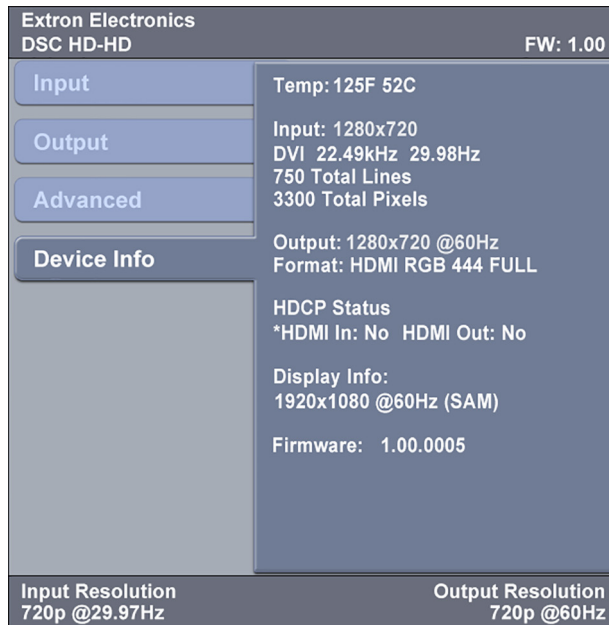 Extron Electronics
DSC HD-HD
FW: 1.00
Input
Output
Advanced
Device Info
Temp: 125F 52C
Input: 1280x720
DVI 22.49kHz 29.98Hz
750 Total Lines
3300 Total Pixels
Output: 1280x720 @60Hz
Format: HDMI RGB 444 FULL
HDCP Status
*HDMI In: No HDMI Out: No
Display Info:
1920x1080 @60Hz (SAM)
Firmware: 1.00.0005
Input Resolution
720p @29.97Hz
Output Resolution
720p @60Hz